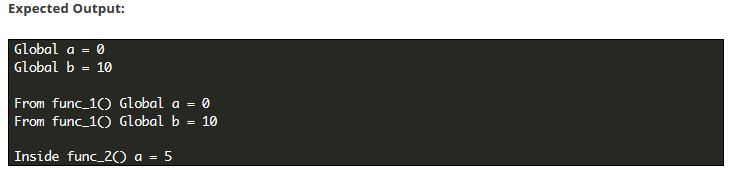 Expected Output:
Global a = 0
Global b = 10
From func_1() Global a = 0
From func_1() Global b = 10
Inside func_2() a = 5